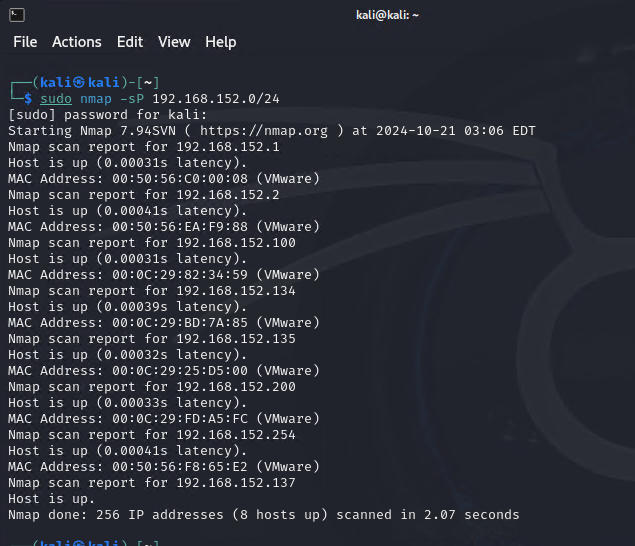 kali@kali: ~
File Actions Edit View Help
┌──(kali㉿kali)-[~]
└─$ sudo nmap -sP 192.168.152.0/24
[sudo] password for kali:
Starting Nmap 7.94SVN ( https://nmap.org ) at 2024-10-21 03:06 EDT
Nmap scan report for 192.168.152.1
Host is up (0.00031s latency).
MAC Address: 00:50:56:C0:00:08 (VMware)
Nmap scan report for 192.168.152.2
Host is up (0.00041s latency).
MAC Address: 00:50:56:EA:F9:88 (VMware)
Nmap scan report for 192.168.152.100
Host is up (0.00031s latency).
MAC Address: 00:0C:29:82:34:59 (VMware)
Nmap scan report for 192.168.152.134
Host is up (0.00039s latency).
MAC Address: 00:0C:29:BD:7A:85 (VMware)
Nmap scan report for 192.168.152.135
Host is up (0.00032s latency).
MAC Address: 00:0C:29:25:D5:00 (VMware)
Nmap scan report for 192.168.152.200
Host is up (0.00033s latency).
MAC Address: 00:0C:29:FD:A5:FC (VMware)
Nmap scan report for 192.168.152.254
Host is up (0.00041s latency).
MAC Address: 00:50:56:F8:65:E2 (VMware)
Nmap scan report for 192.168.152.137
Host is up.
Nmap done: 256 IP addresses (8 hosts up) scanned in 2.07 seconds
┌──(kali㉿kali)-[~]